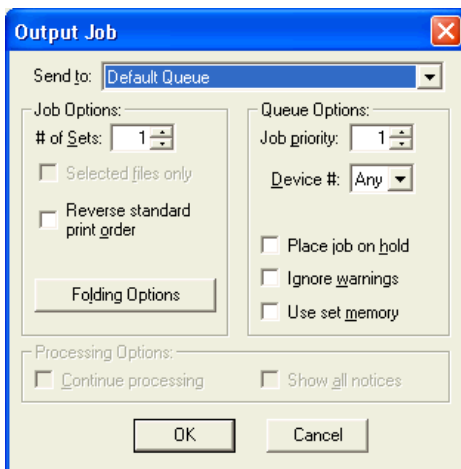 Output Job
Send to: Default Queue
Job Options:
# of Sets: 1
Selected files only
Reverse standard
print order
Folding Options
Queue Options:
Job priority: 1
Device #: Any
Place job on hold
Ignore warnings
Use set memory
Processing Options:
Continue processing
Show all notices
OK
Cancel